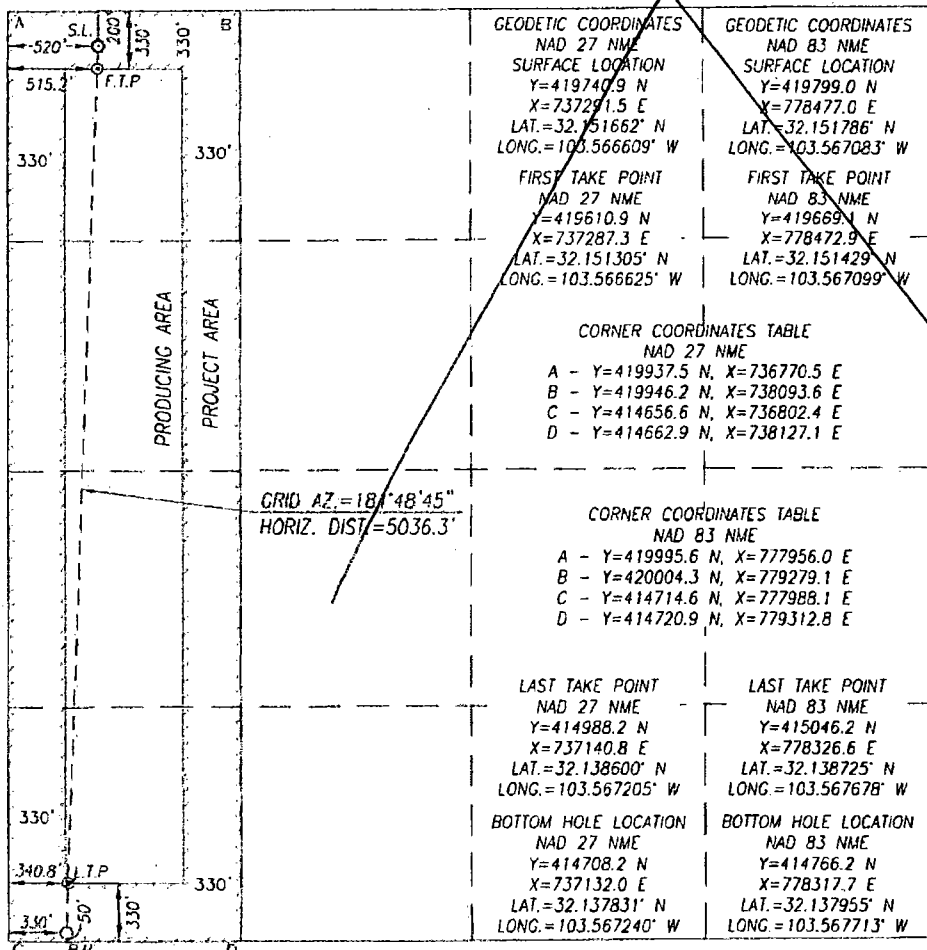 A
S.L.
200'
330'
330'
B
520'
515.2'
F.T.P
330'
330'
PRODUCING AREA
PROJECT AREA
GRID AZ.=181°48'45"
HORIZ. DIST.=5036.3'
330'
340.8'
L.T.P
330'
330'
50'
330'
C
B.H.
D
GEODETIC COORDINATES
NAD 27 NME
SURFACE LOCATION
Y=419740.9 N
X=737291.5 E
LAT.=32.151662° N
LONG.=103.566609° W
FIRST TAKE POINT
NAD 27 NME
Y=419610.9 N
X=737287.3 E
LAT.=32.151305° N
LONG.=103.566625° W
GEODETIC COORDINATES
NAD 83 NME
SURFACE LOCATION
Y=419799.0 N
X=778477.0 E
LAT.=32.151786° N
LONG.=103.567083° W
FIRST TAKE POINT
NAD 83 NME
Y=419669.1 N
X=778472.9 E
LAT.=32.151429° N
LONG.=103.567099° W
CORNER COORDINATES TABLE
NAD 27 NME
A - Y=419937.5 N, X=736770.5 E
B - Y=419946.2 N, X=738093.6 E
C - Y=414656.6 N, X=736802.4 E
D - Y=414662.9 N, X=738127.1 E
CORNER COORDINATES TABLE
NAD 83 NME
A - Y=419995.6 N, X=777956.0 E
B - Y=420004.3 N, X=779279.1 E
C - Y=414714.6 N, X=777988.1 E
D - Y=414720.9 N, X=779312.8 E
LAST TAKE POINT
NAD 27 NME
Y=414988.2 N
X=737140.8 E
LAT.=32.138600° N
LONG.=103.567205° W
BOTTOM HOLE LOCATION
NAD 27 NME
Y=414708.2 N
X=737132.0 E
LAT.=32.137831° N
LONG.=103.567240° W
LAST TAKE POINT
NAD 83 NME
Y=415046.2 N
X=778326.6 E
LAT.=32.138725° N
LONG.=103.567678° W
BOTTOM HOLE LOCATION
NAD 83 NME
Y=414766.2 N
X=778317.7 E
LAT.=32.137955° N
LONG.=103.567713° W